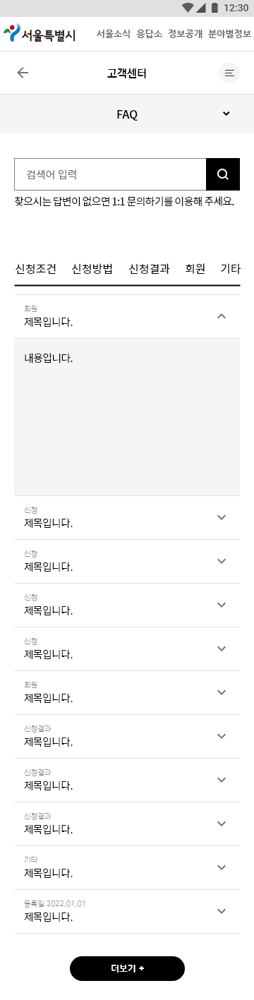 12:30
서울특별시 서울소식 응답소 정보공개 분야별정보
고객센터
FAQ
검색어 입력
찾으시는 답변이 없으면 1:1 문의하기를 이용해 주세요.
신청조건 신청방법 신청결과 회원 기타
회원
제목입니다.
내용입니다.
신청
제목입니다.
신청
제목입니다.
신청
제목입니다.
신청
제목입니다.
회원
제목입니다.
신청결과
제목입니다.
신청결과
제목입니다.
신청결과
제목입니다.
기타
제목입니다.
등록일 2022.01.01
제목입니다.
더보기 +